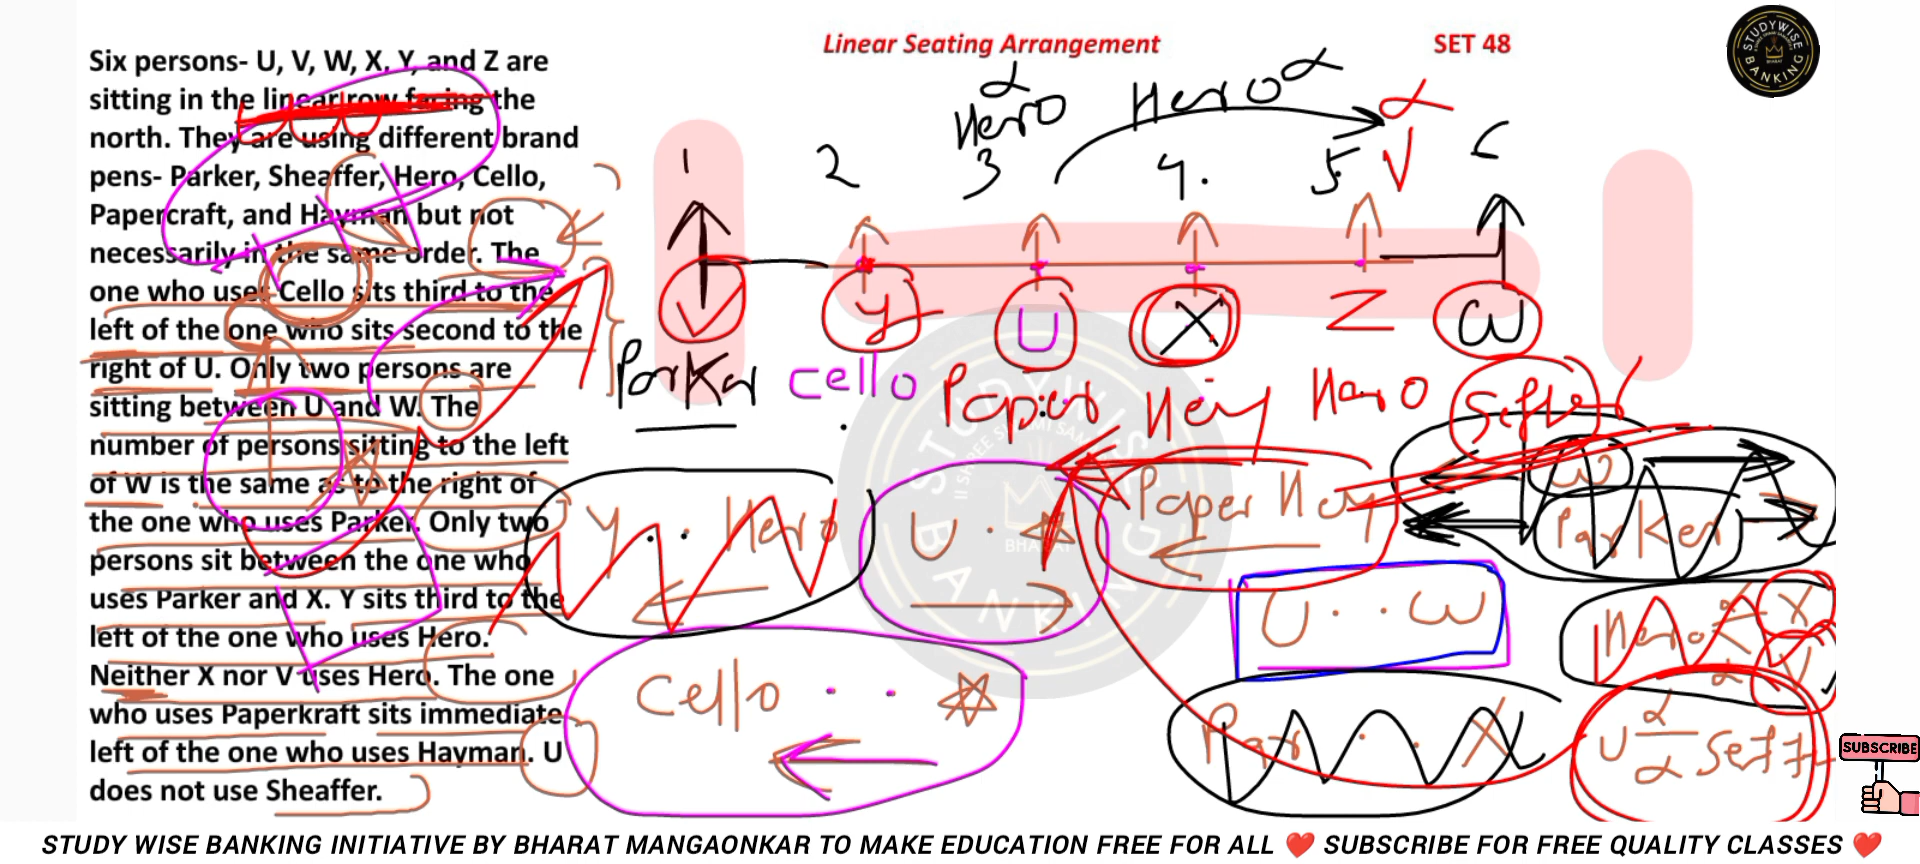 Linear Seating Arrangement
SET 48
STUDYWISE BANKING
Six persons- U, V, W, X, Y, and Z are
sitting in the linear row facing the
north. They are using different brand
pens- Parker, Sheaffer, Hero, Cello,
Papercraft, and Hayman but not
necessarily in the same order. The
one who uses Cello sits third to the
left of the one who sits second to the
right of U. Only two persons are
sitting between U and W. The
number of persons sitting to the left
of W is the same as to the right of
the one who uses Parker. Only two
persons sit between the one who
uses Parker and X. Y sits third to the
left of the one who uses Hero.
Neither X nor V uses Hero. The one
who uses Paperkraft sits immediate
left of the one who uses Hayman. U
does not use Sheaffer.
Hero Hero
1 2 3 4. 5. V 6
V Y U X Z W
Parker Cello Paper Hey Hero Seffer
Y . . Hero
U . ☆
Paper Hey
W
Parker
U . . W
Hero X
V
Cello . . ☆
Par . . X
U Seff
SUBSCRIBE
STUDY WISE BANKING INITIATIVE BY BHARAT MANGAONKAR TO MAKE EDUCATION FREE FOR ALL ❤️ SUBSCRIBE FOR FREE QUALITY CLASSES ❤️